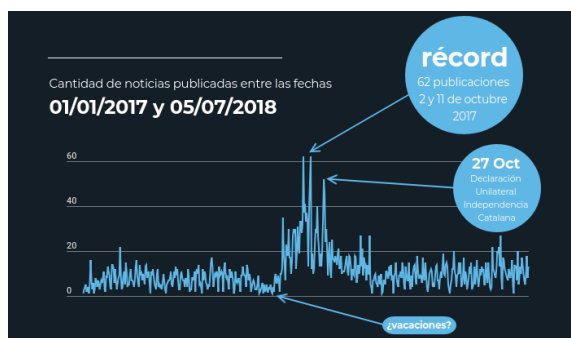 récord
62 publicaciones
2 y 11 de octubre
2017
Cantidad de noticias publicadas entre las fechas
01/01/2017 y 05/07/2018
27 Oct
Declaración
Unilateral
Independencia
Catalana
60
40
20
0
¿vacaciones?